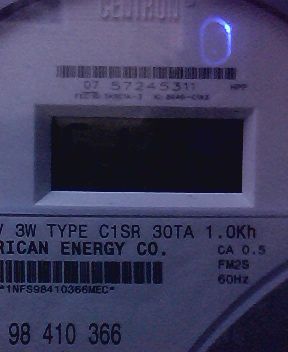 CENTRON
07 57245311 HPP
V 3W TYPE C1SR 30TA 1.0Kh
RICAN ENERGY CO. CA 0.5
FM2S
*1NFS98410366MEC* 60Hz
98 410 366